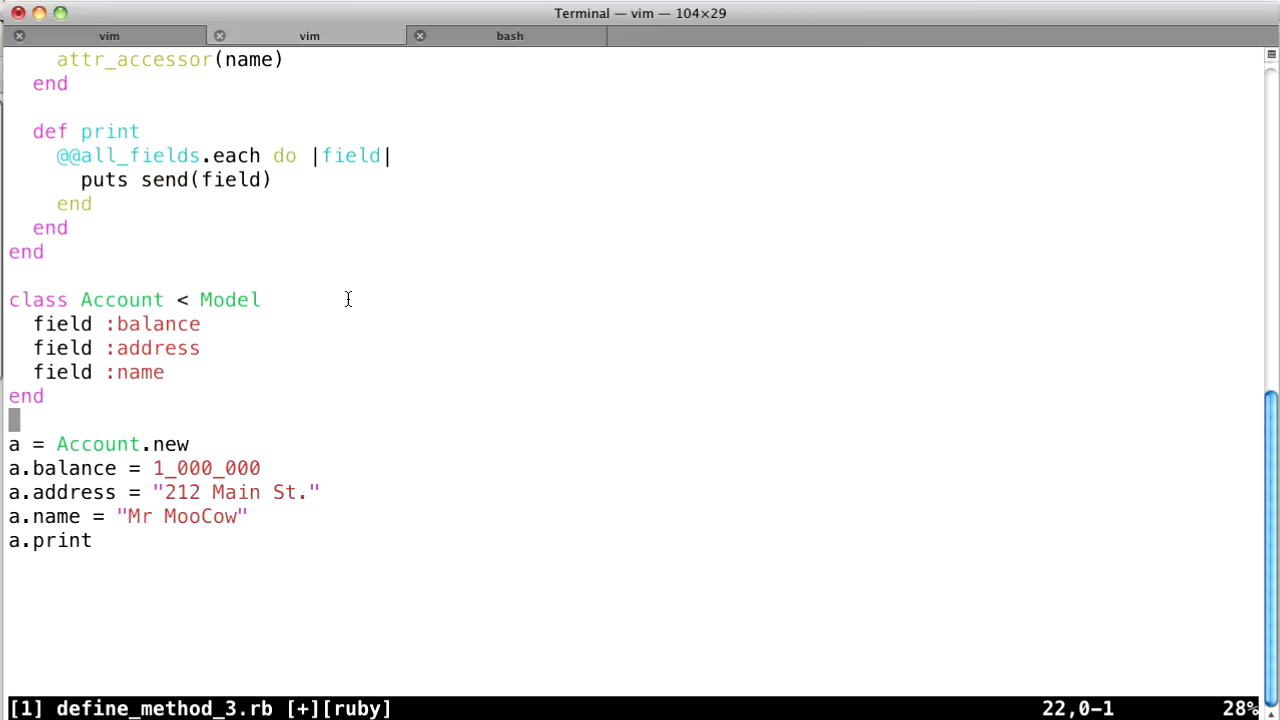 Terminal — vim — 104×29
vim vim bash
    attr_accessor(name)
  end
  def print
    @@all_fields.each do |field|
      puts send(field)
    end
  end
end
class Account < Model
  field :balance
  field :address
  field :name
end
a = Account.new
a.balance = 1_000_000
a.address = "212 Main St."
a.name = "Mr MooCow"
a.print
[1] define_method_3.rb [+][ruby] 22,0-1 28%